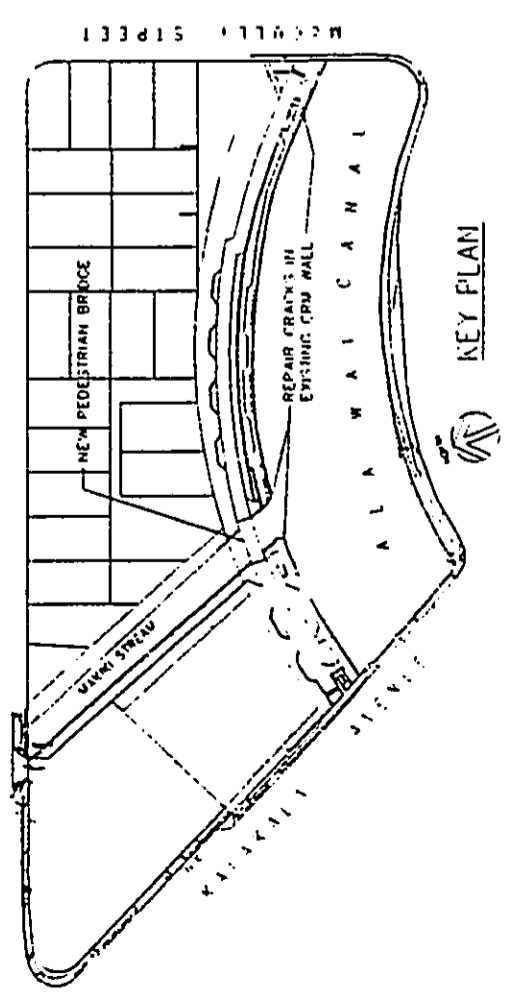 NEW PEDESTRIAN BRIDGE
REPAIR CRACKS IN
EXISTING CRM WALL
MAKIKI STREAM
ALA WAI CANAL
KALAKAUA AVENUE
McCULLY STREET
KEY PLAN